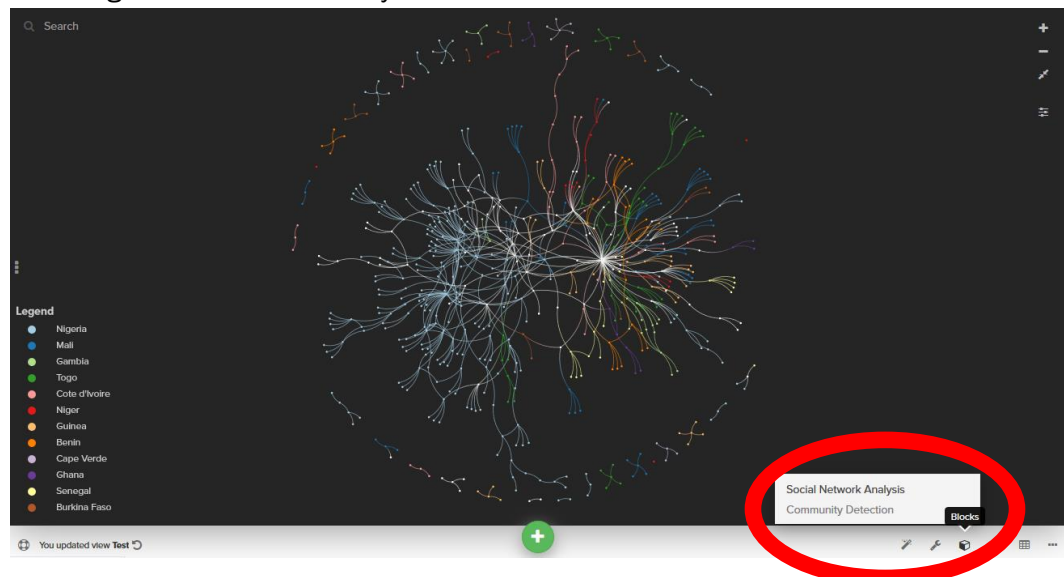 Search
Legend
Nigeria
Mali
Gambia
Togo
Cote d'Ivoire
Niger
Guinea
Benin
Cape Verde
Ghana
Senegal
Burkina Faso
Social Network Analysis
Community Detection
Blocks
You updated view Test